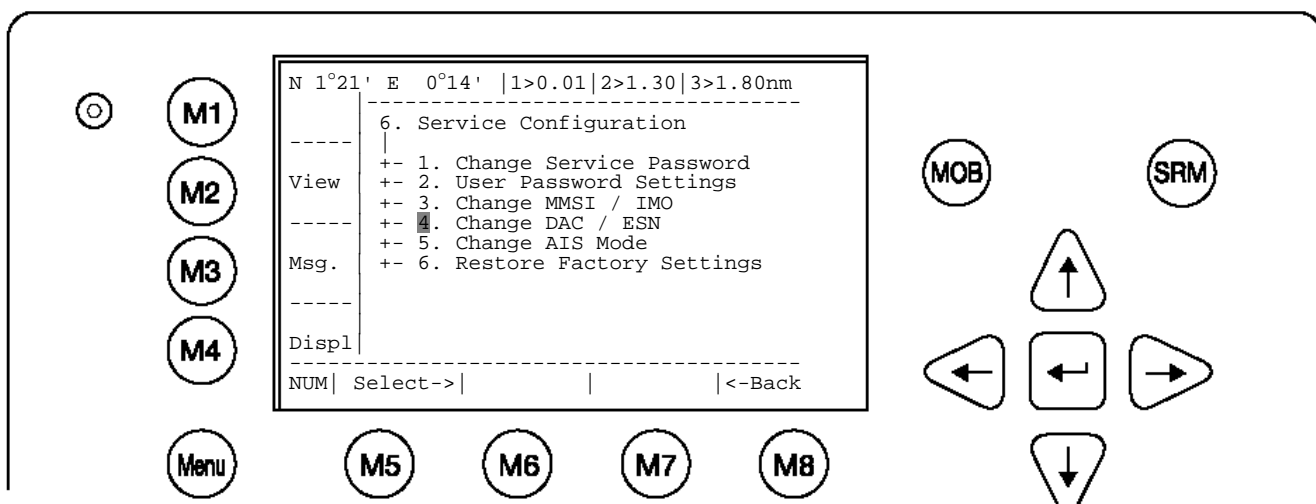 N 1°21' E 0°14' |1>0.01|2>1.30|3>1.80nm
6. Service Configuration
+- 1. Change Service Password
+- 2. User Password Settings
+- 3. Change MMSI / IMO
+- 4. Change DAC / ESN
+- 5. Change AIS Mode
+- 6. Restore Factory Settings
View
Msg.
Displ
NUM| Select->| | |<-Back
M1
M2
M3
M4
Menu
M5
M6
M7
M8
MOB
SRM